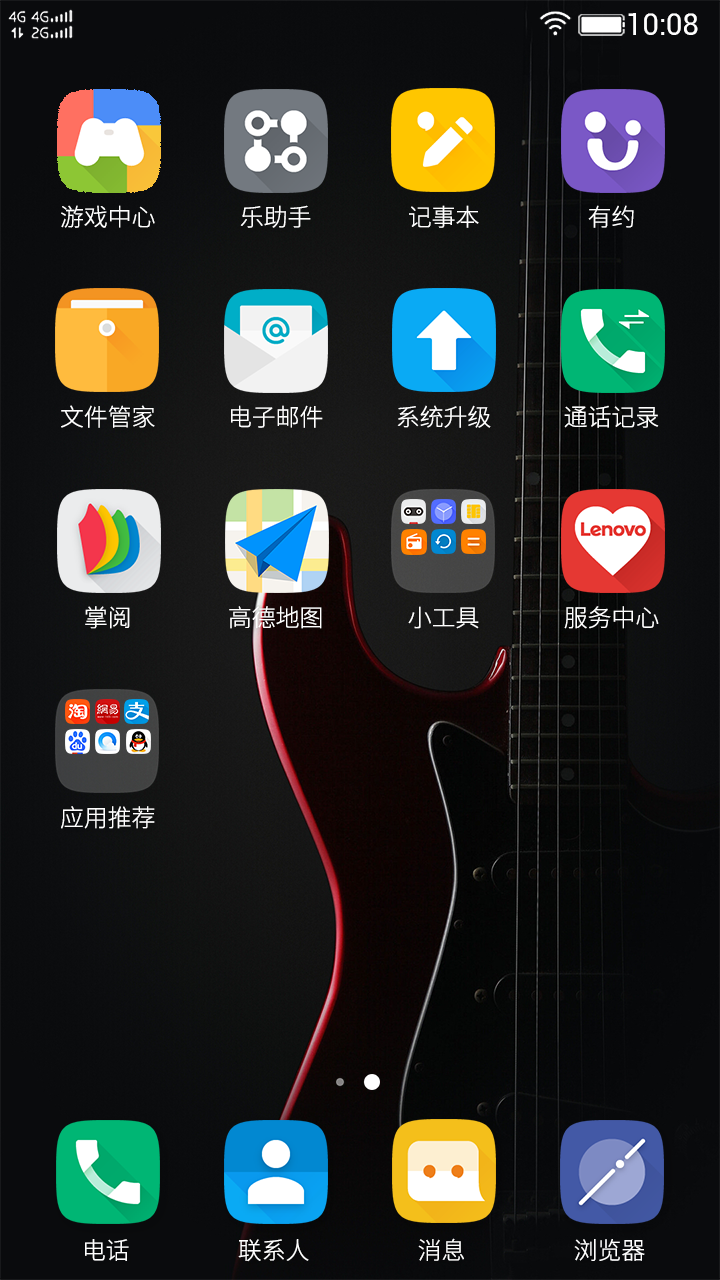 4G 4G
2G
10:08
游戏中心
乐助手
记事本
有约
文件管家
电子邮件
系统升级
通话记录
Lenovo
掌阅
高德地图
小工具
服务中心
淘
網易
支
du
应用推荐
电话
联系人
消息
浏览器